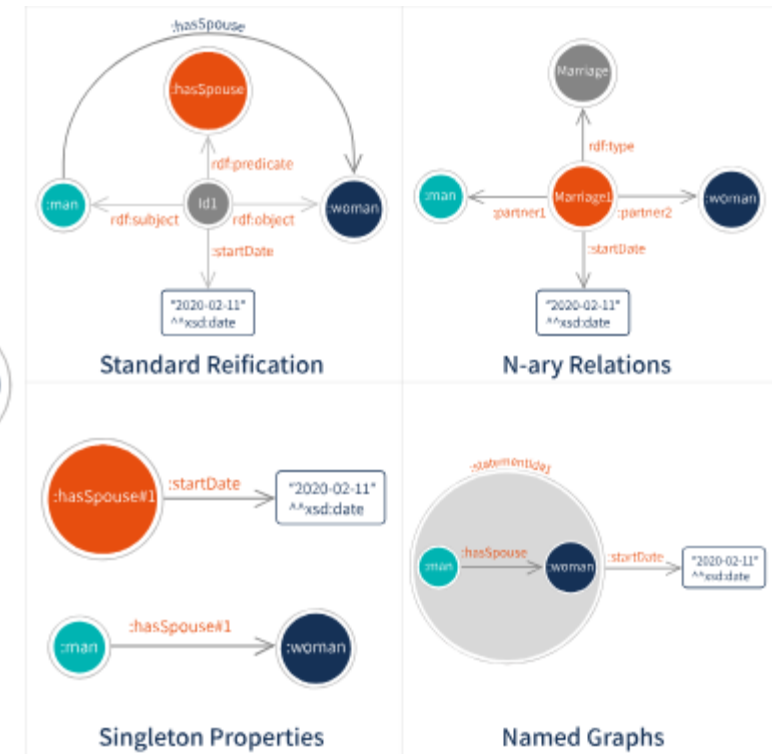 :hasSpouse
:hasSpouse
rdf:predicate
:man
Id1
:woman
rdf:subject
rdf:object
:startDate
"2020-02-11"
^^xsd:date
Standard Reification
Marriage
rdf:type
:man
Marriage1
:woman
:partner1
:partner2
:startDate
"2020-02-11"
^^xsd:date
N-ary Relations
:hasSpouse#1
:startDate
"2020-02-11"
^^xsd:date
:hasSpouse#1
:man
:woman
Singleton Properties
:statementId#1
:man
:hasSpouse
:woman
:startDate
"2020-02-11"
^^xsd:date
Named Graphs